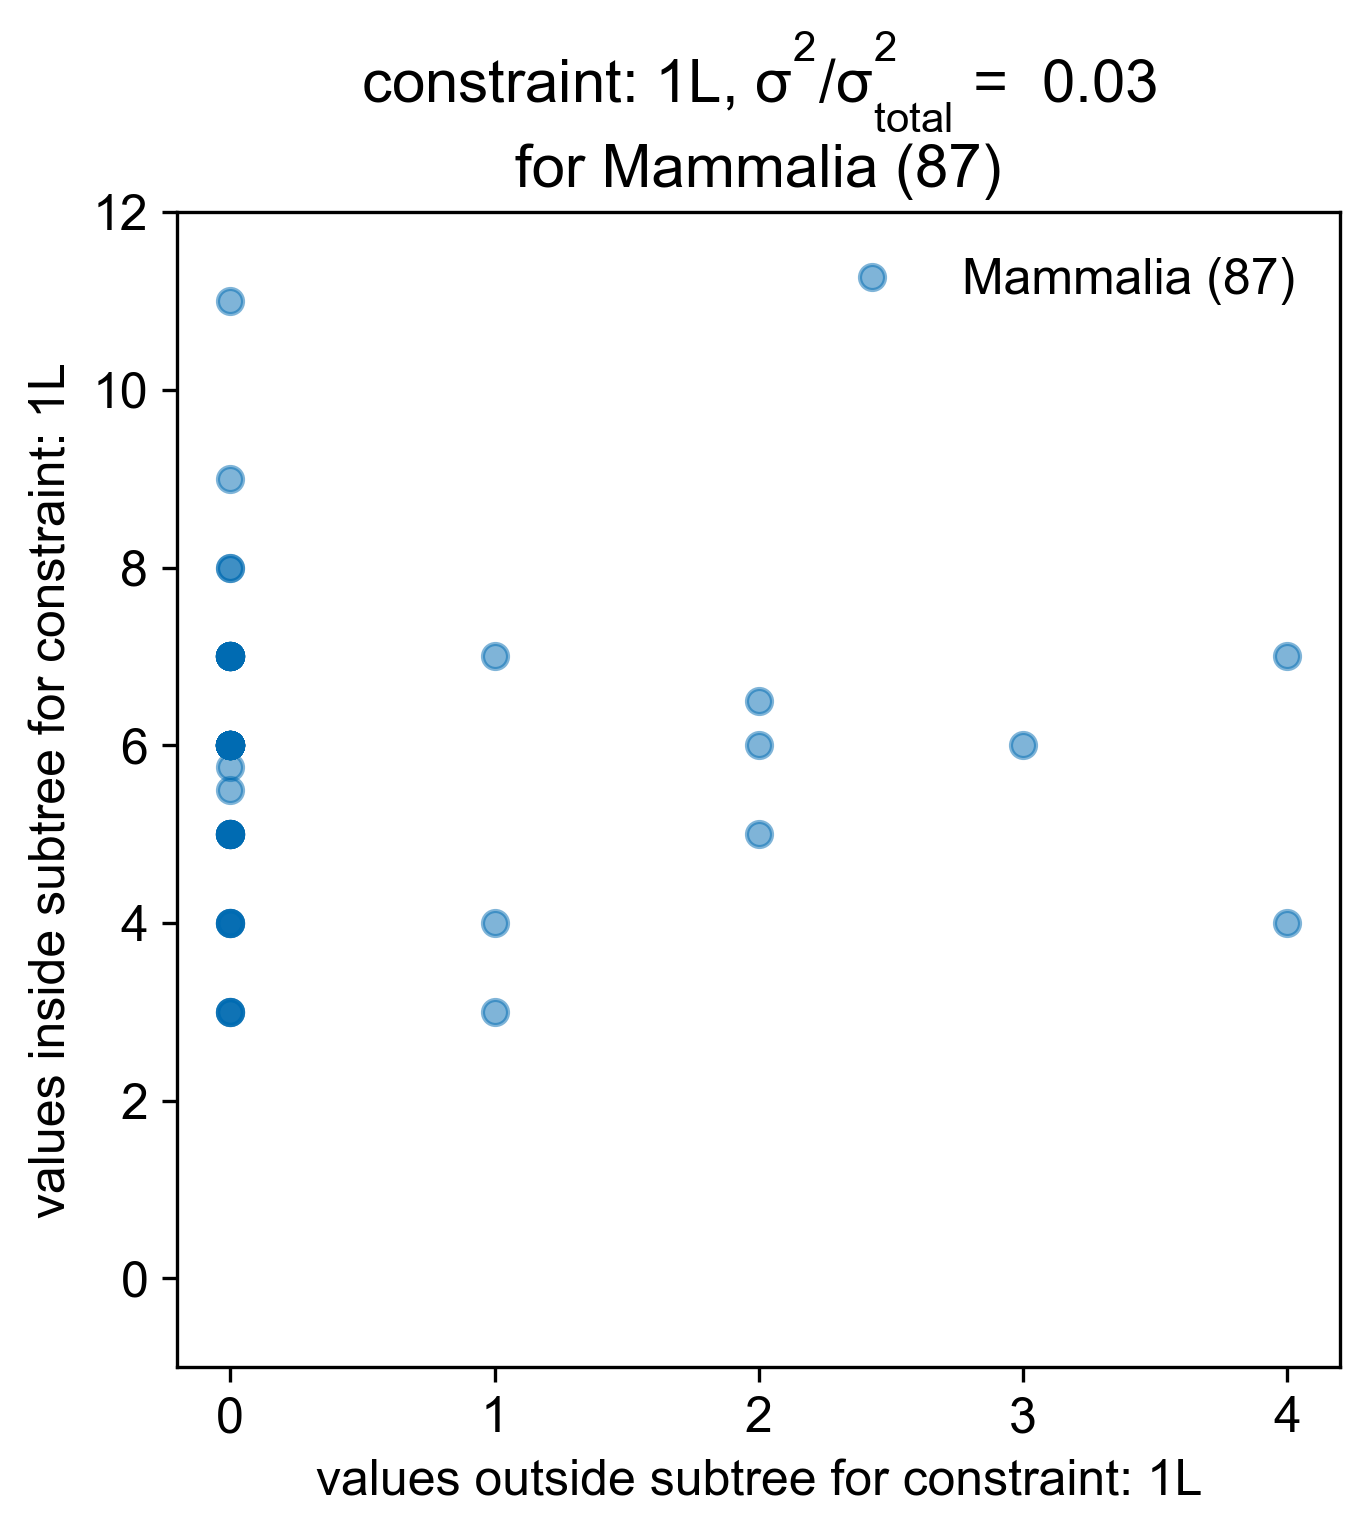 constraint: 1L, σ²/σ²total = 0.03
for Mammalia (87)
12
10
8
6
4
2
0
values inside subtree for constraint: 1L
Mammalia (87)
0 1 2 3 4
values outside subtree for constraint: 1L